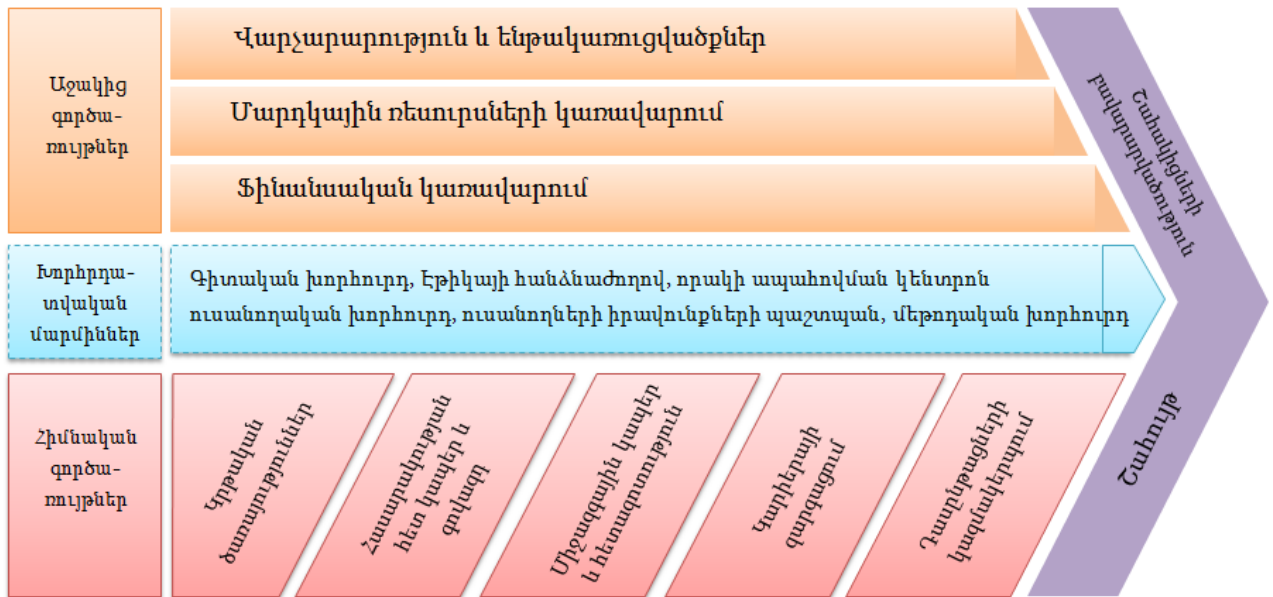 Աջակից
գործա-
ռույթներ
Վարչարարություն և ենթակառուցվածքներ
Մարդկային ռեսուրսների կառավարում
Ֆինանսական կառավարում
Խորհրդա-
տվական
մարմիններ
Գիտական խորհուրդ, Էթիկայի հանձնաժողով, որակի ապահովման կենտրոն
ուսանողական խորհուրդ, ուսանողների իրավունքների պաշտպան, մեթոդական խորհուրդ
Հիմնական
գործա-
ռույթներ
Կրթական
ծառայություններ
Հասարակության
հետ կապեր և
գովազդ
Միջազգային կապեր
և հետազոտություն
Կարիերայի
զարգացում
Դասընթացների
կազմակերպում
Շահակիցների
բավարարվածություն
Շահույթ